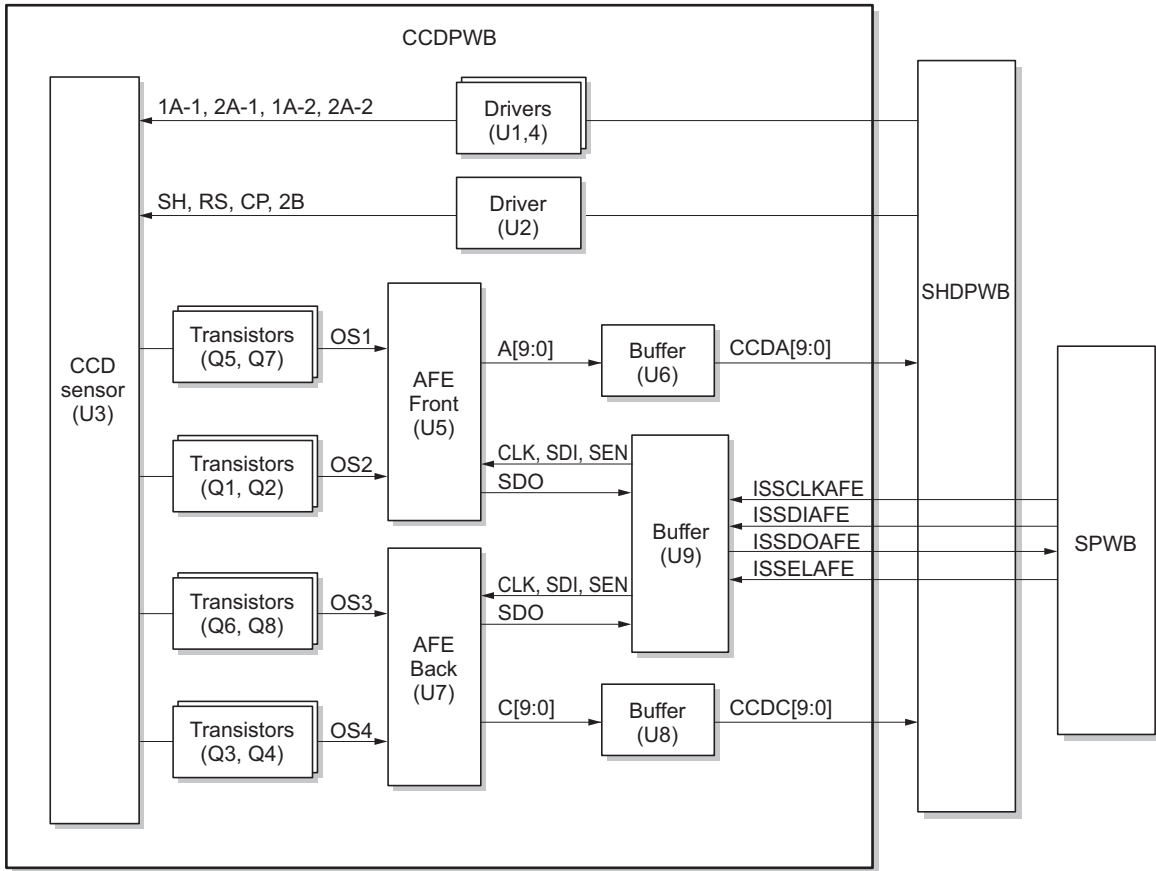 CCDPWB
1A-1, 2A-1, 1A-2, 2A-2
Drivers
(U1,4)
SH, RS, CP, 2B
Driver
(U2)
SHDPWB
CCD
sensor
(U3)
Transistors
(Q5, Q7)
OS1
Transistors
(Q1, Q2)
OS2
AFE
Front
(U5)
A[9:0]
Buffer
(U6)
CCDA[9:0]
CLK, SDI, SEN
SDO
Buffer
(U9)
ISSCLKAFE
ISSDIAFE
ISSDOAFE
ISSELAFE
SPWB
Transistors
(Q6, Q8)
OS3
Transistors
(Q3, Q4)
OS4
AFE
Back
(U7)
CLK, SDI, SEN
SDO
C[9:0]
Buffer
(U8)
CCDC[9:0]